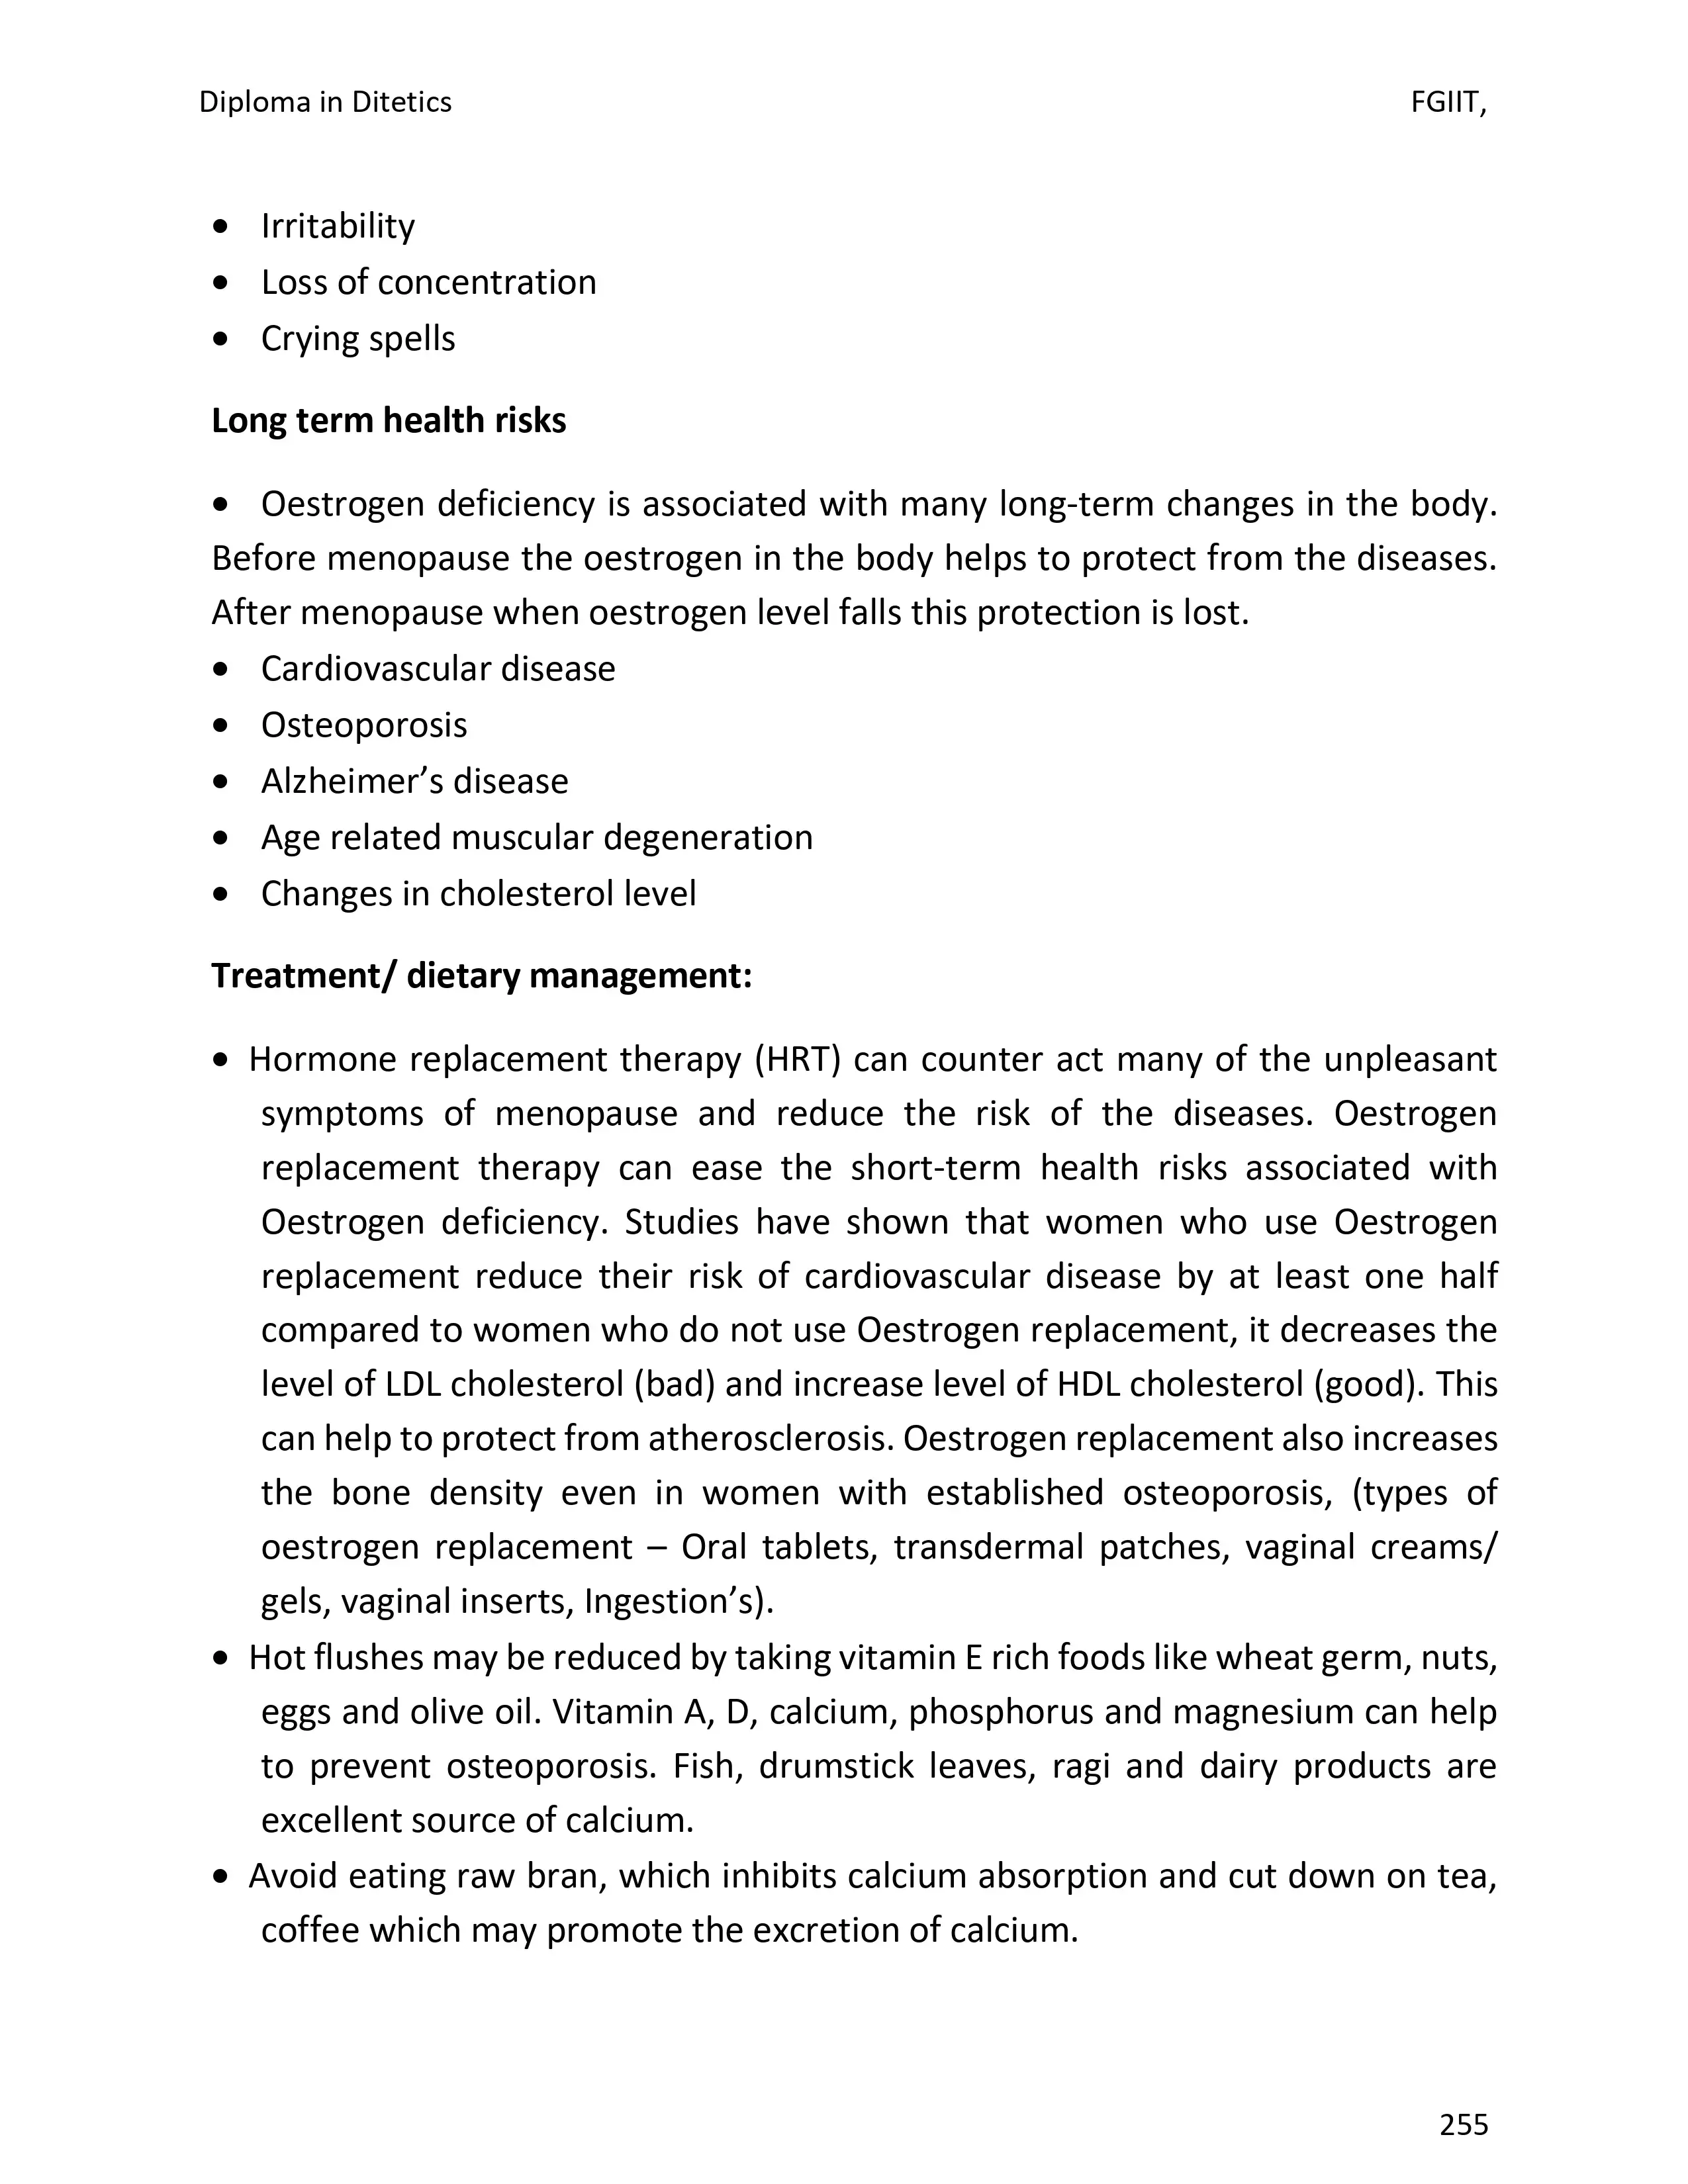 Diploma in Ditetics FGIIT,
• Irritability
• Loss of concentration
• Crying spells
Long term health risks
• Oestrogen deficiency is associated with many long-term changes in the body.
Before menopause the oestrogen in the body helps to protect from the diseases.
After menopause when oestrogen level falls this protection is lost.
• Cardiovascular disease
• Osteoporosis
• Alzheimer’s disease
• Age related muscular degeneration
• Changes in cholesterol level
Treatment/ dietary management:
• Hormone replacement therapy (HRT) can counter act many of the unpleasant
symptoms of menopause and reduce the risk of the diseases. Oestrogen
replacement therapy can ease the short-term health risks associated with
Oestrogen deficiency. Studies have shown that women who use Oestrogen
replacement reduce their risk of cardiovascular disease by at least one half
compared to women who do not use Oestrogen replacement, it decreases the
level of LDL cholesterol (bad) and increase level of HDL cholesterol (good). This
can help to protect from atherosclerosis. Oestrogen replacement also increases
the bone density even in women with established osteoporosis, (types of
oestrogen replacement – Oral tablets, transdermal patches, vaginal creams/
gels, vaginal inserts, Ingestion’s).
• Hot flushes may be reduced by taking vitamin E rich foods like wheat germ, nuts,
eggs and olive oil. Vitamin A, D, calcium, phosphorus and magnesium can help
to prevent osteoporosis. Fish, drumstick leaves, ragi and dairy products are
excellent source of calcium.
• Avoid eating raw bran, which inhibits calcium absorption and cut down on tea,
coffee which may promote the excretion of calcium.
255